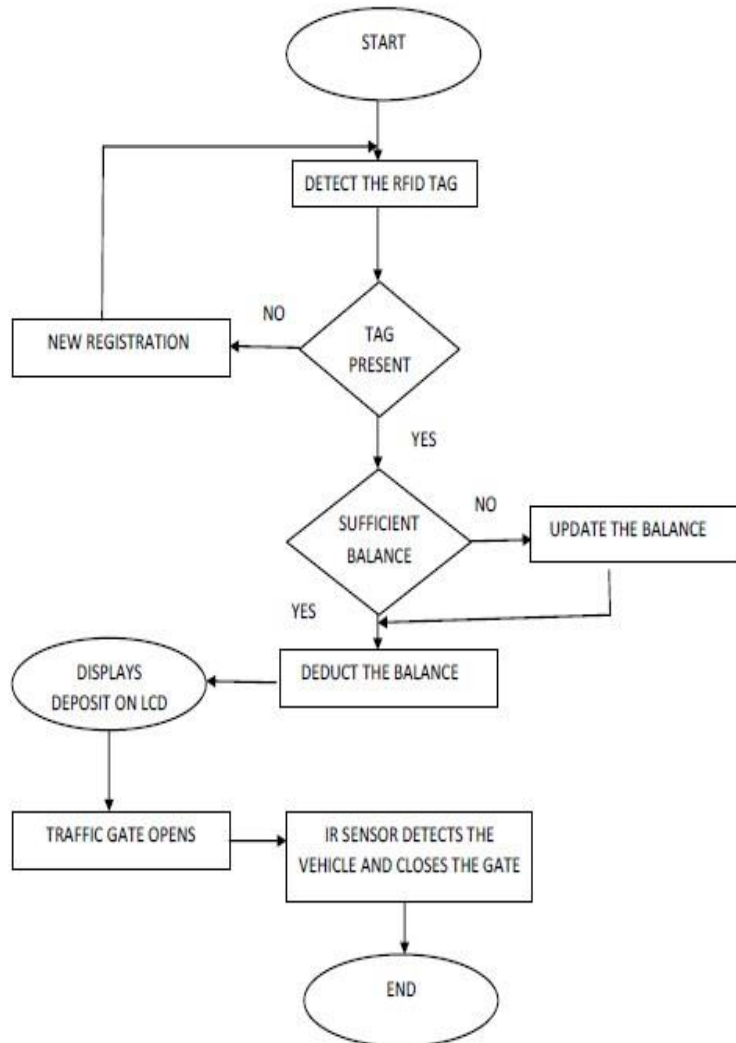 START
DETECT THE RFID TAG
NO
NEW REGISTRATION
TAG
PRESENT
YES
SUFFICIENT
BALANCE
NO
UPDATE THE BALANCE
YES
DEDUCT THE BALANCE
DISPLAYS
DEPOSIT ON LCD
TRAFFIC GATE OPENS
IR SENSOR DETECTS THE
VEHICLE AND CLOSES THE GATE
END